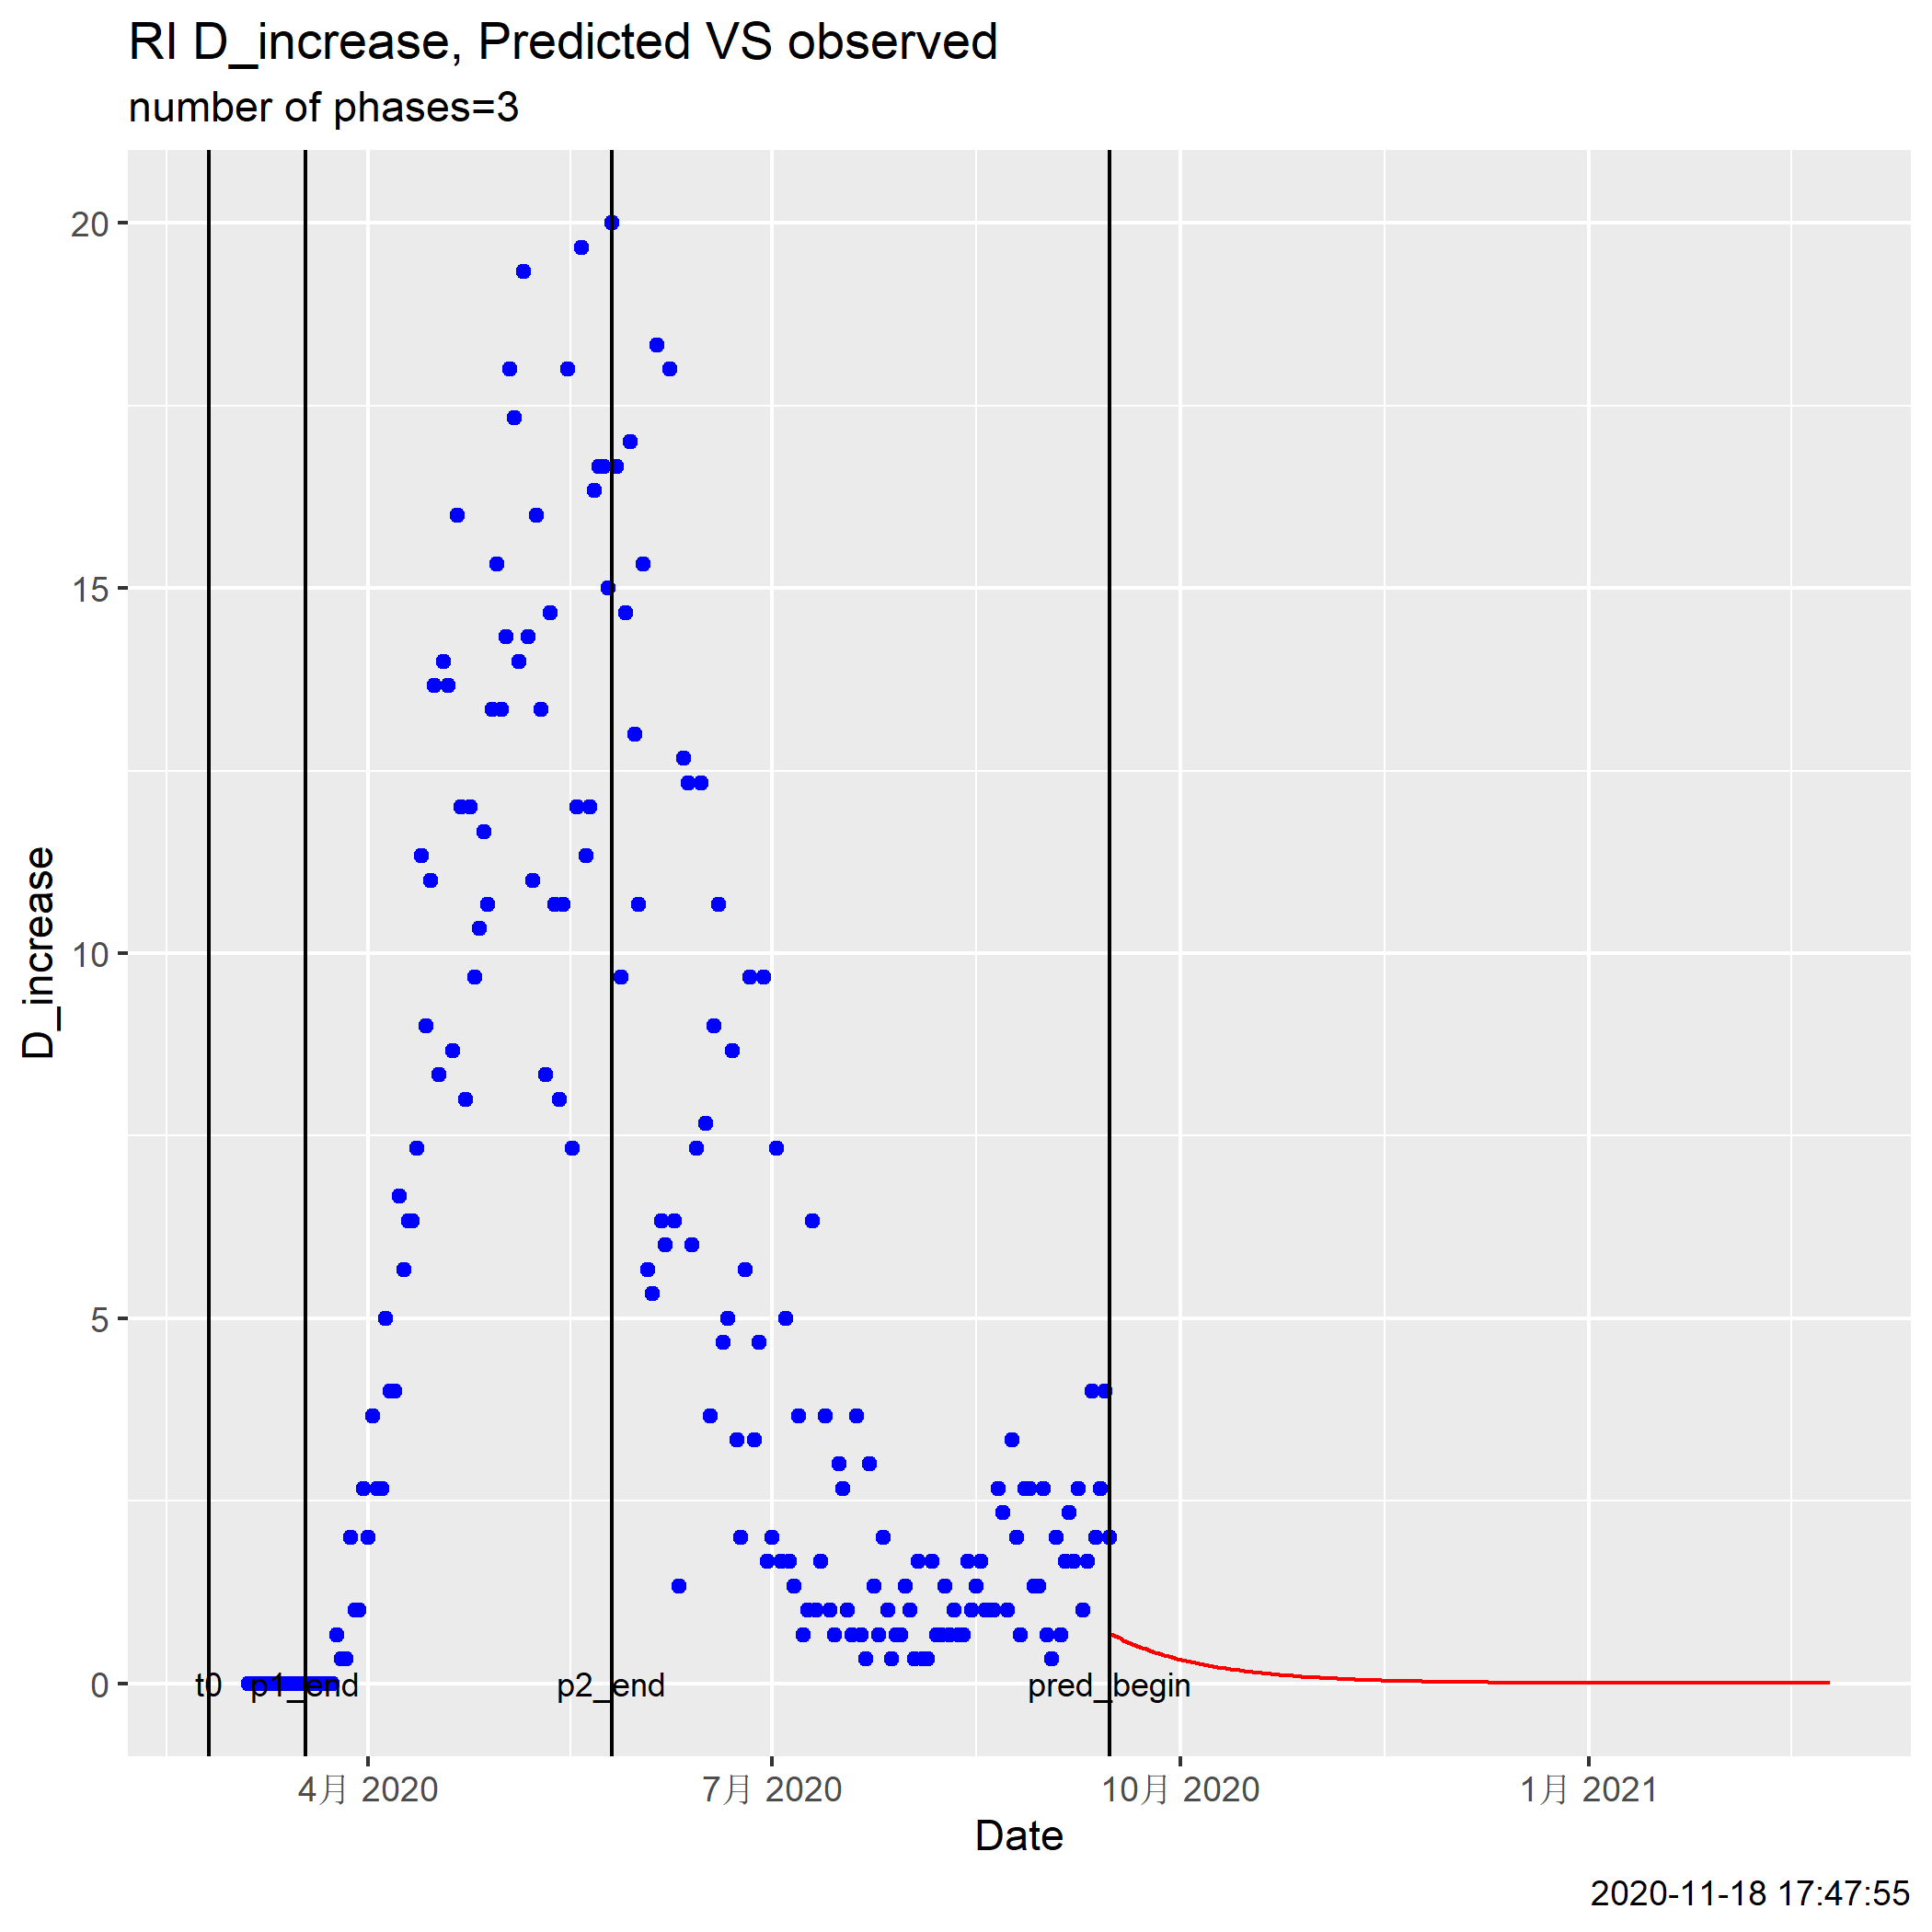 RI D_increase, Predicted VS observed
number of phases=3
20
15
10
5
0
D_increase
t0
p1_end
p2_end
pred_begin
4月 2020
7月 2020
10月 2020
1月 2021
Date
2020-11-18 17:47:55